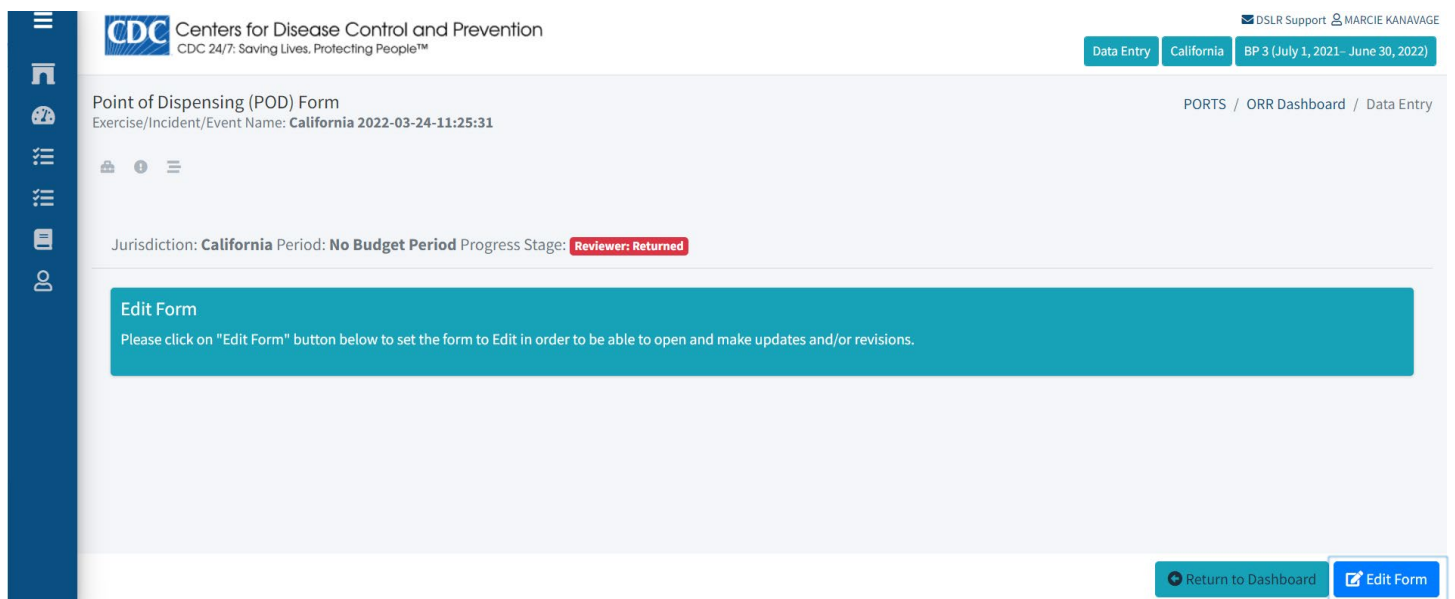 CDC Centers for Disease Control and Prevention
CDC 24/7: Saving Lives, Protecting People™
DSLR Support MARCIE KANAVAGE
Data Entry California BP 3 (July 1, 2021– June 30, 2022)
Point of Dispensing (POD) Form
PORTS / ORR Dashboard / Data Entry
Exercise/Incident/Event Name: California 2022-03-24-11:25:31
Jurisdiction: California Period: No Budget Period Progress Stage: Reviewer: Returned
Edit Form
Please click on "Edit Form" button below to set the form to Edit in order to be able to open and make updates and/or revisions.
Return to Dashboard Edit Form